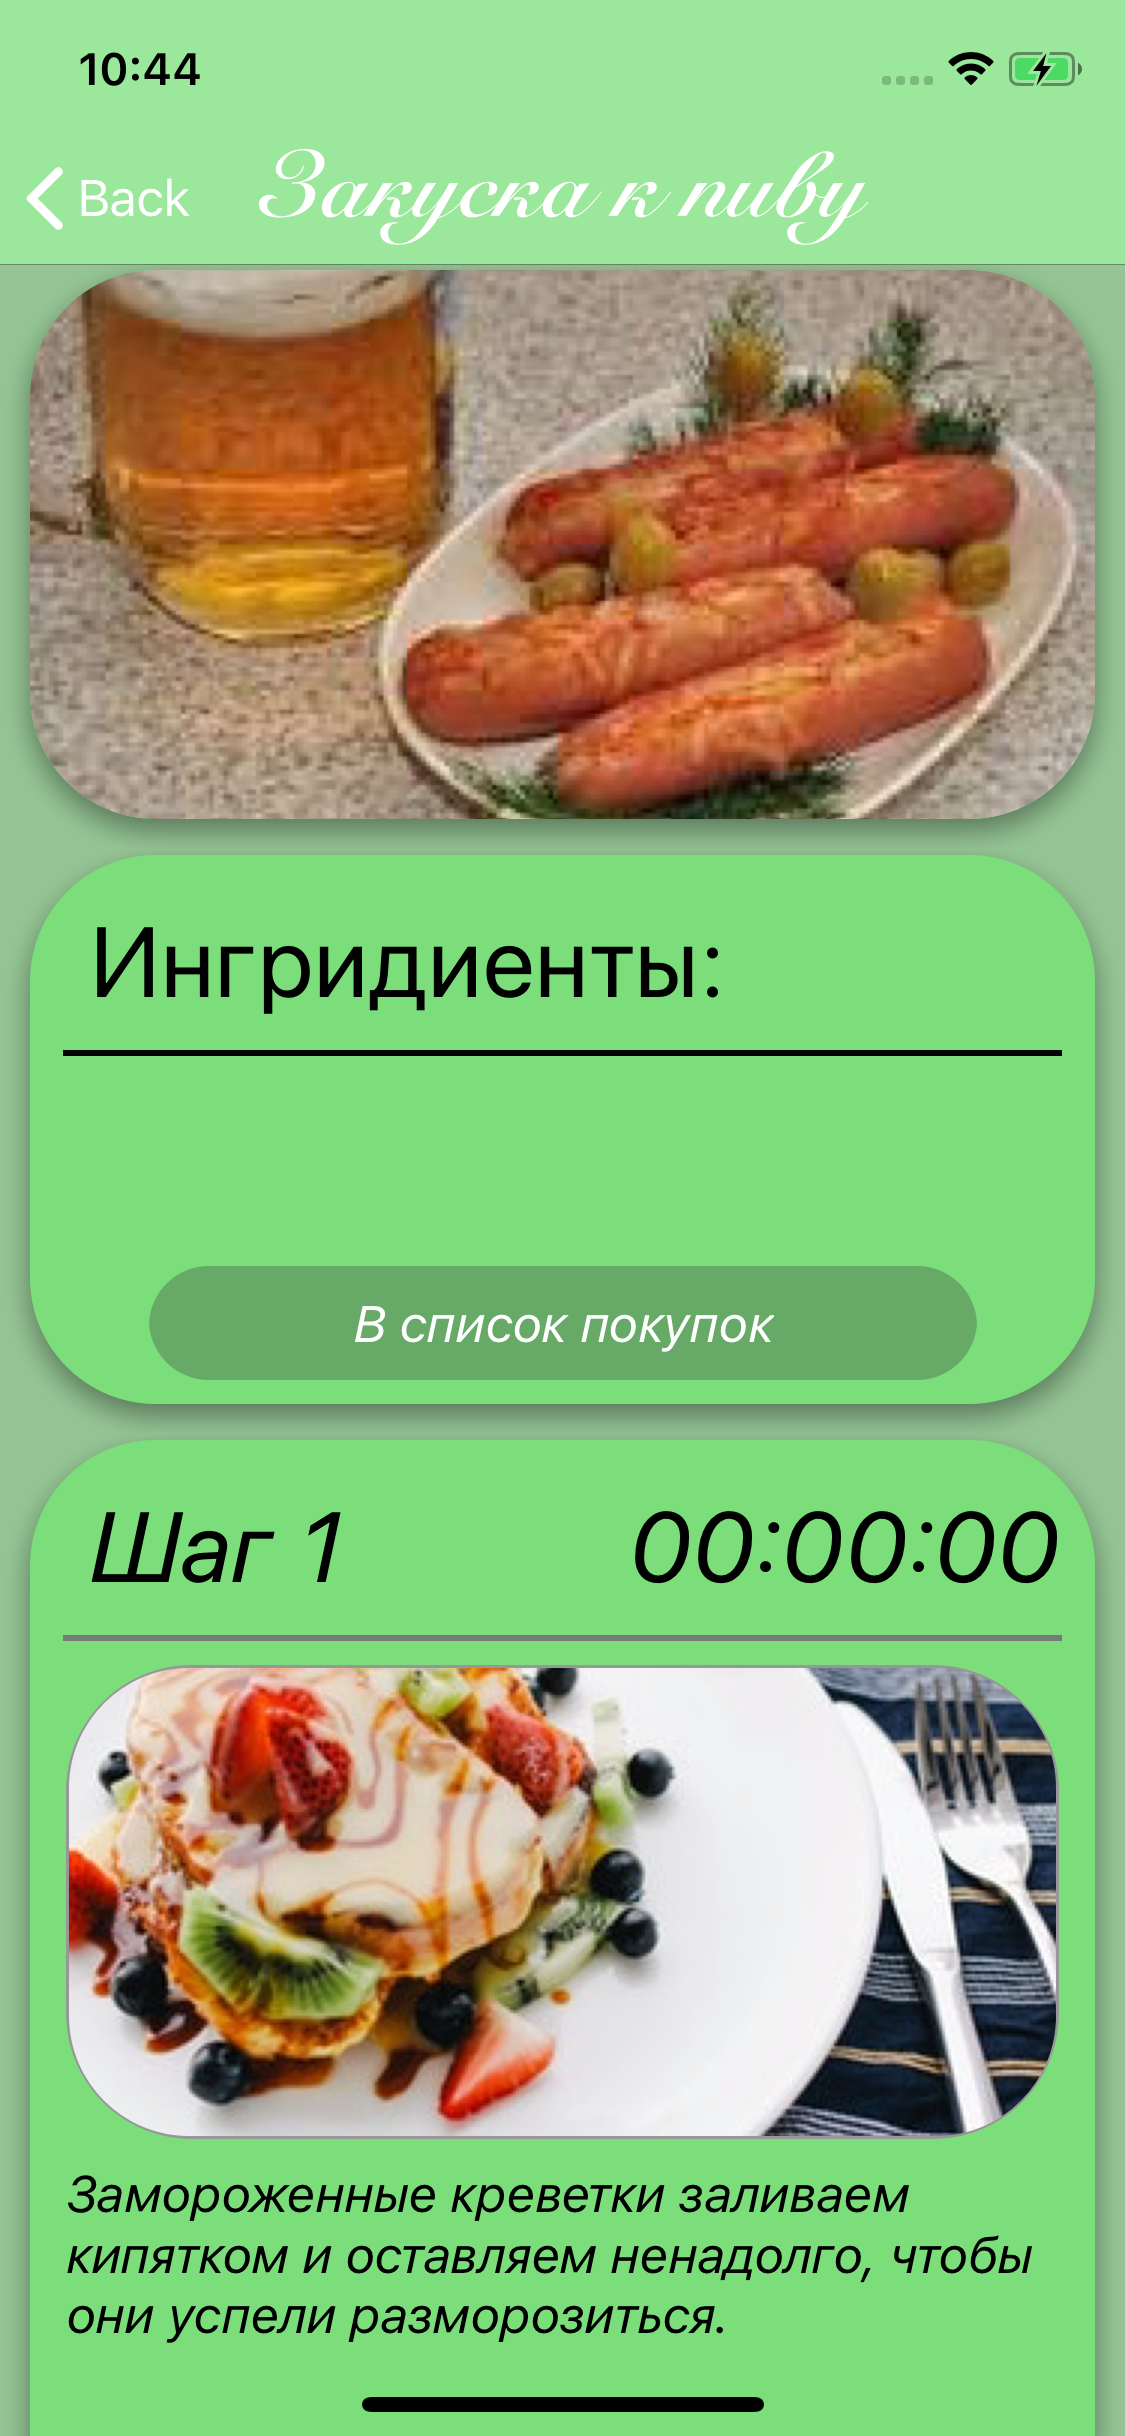 10:44
Back
Закуска к пиву
Ингридиенты:
В список покупок
Шаг 1
00:00:00
Замороженные креветки заливаем
кипятком и оставляем ненадолго, чтобы
они успели разморозиться.